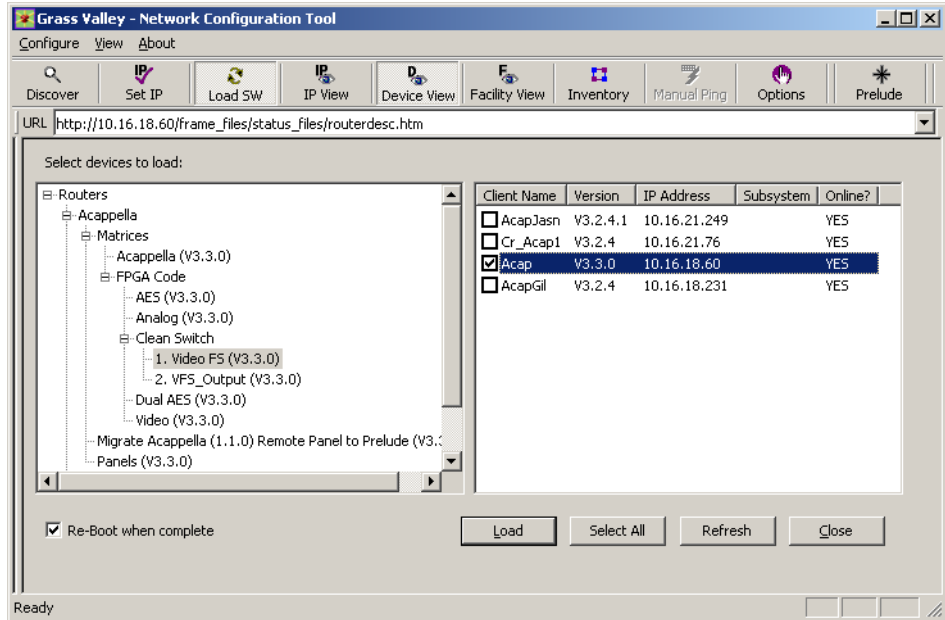 Grass Valley - Network Configuration Tool
Configure View About
Discover Set IP Load SW IP View Device View Facility View Inventory Manual Ping Options Prelude
URL http://10.16.18.60/frame_files/status_files/routerdesc.htm
Select devices to load:
Routers
Acappella
Matrices
Acappella (V3.3.0)
FPGA Code
AES (V3.3.0)
Analog (V3.3.0)
Clean Switch
1. Video FS (V3.3.0)
2. VFS_Output (V3.3.0)
Dual AES (V3.3.0)
Video (V3.3.0)
Migrate Acappella (1.1.0) Remote Panel to Prelude (V3.
Panels (V3.3.0)
Client Name Version IP Address Subsystem Online?
AcapJasn V3.2.4.1 10.16.21.249 YES
Cr_Acap1 V3.2.4 10.16.21.76 YES
Acap V3.3.0 10.16.18.60 YES
AcapGil V3.2.4 10.16.18.231 YES
Re-Boot when complete
Load Select All Refresh Close
Ready